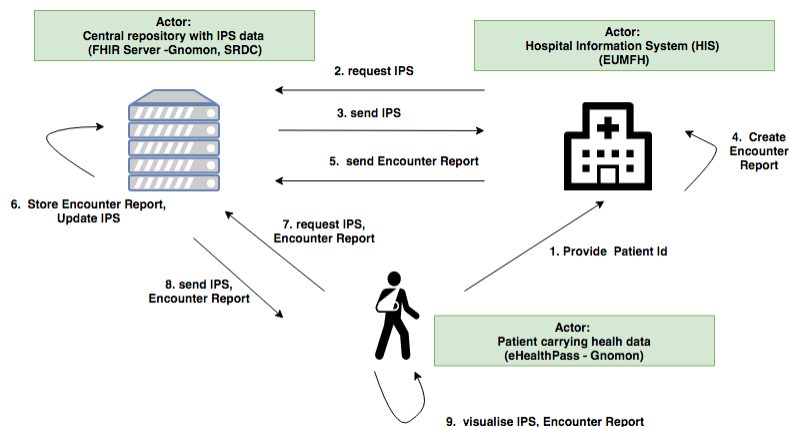 Actor:
Central repository with IPS data
(FHIR Server -Gnomon, SRDC)
Actor:
Hospital Information System (HIS)
(EUMFH)
2. request IPS
3. send IPS
4. Create
Encounter
Report
5. send Encounter Report
6. Store Encounter Report,
Update IPS
7. request IPS,
Encounter Report
1. Provide Patient Id
8. send IPS,
Encounter Report
Actor:
Patient carrying healh data
(eHealthPass - Gnomon)
9. visualise IPS, Encounter Report